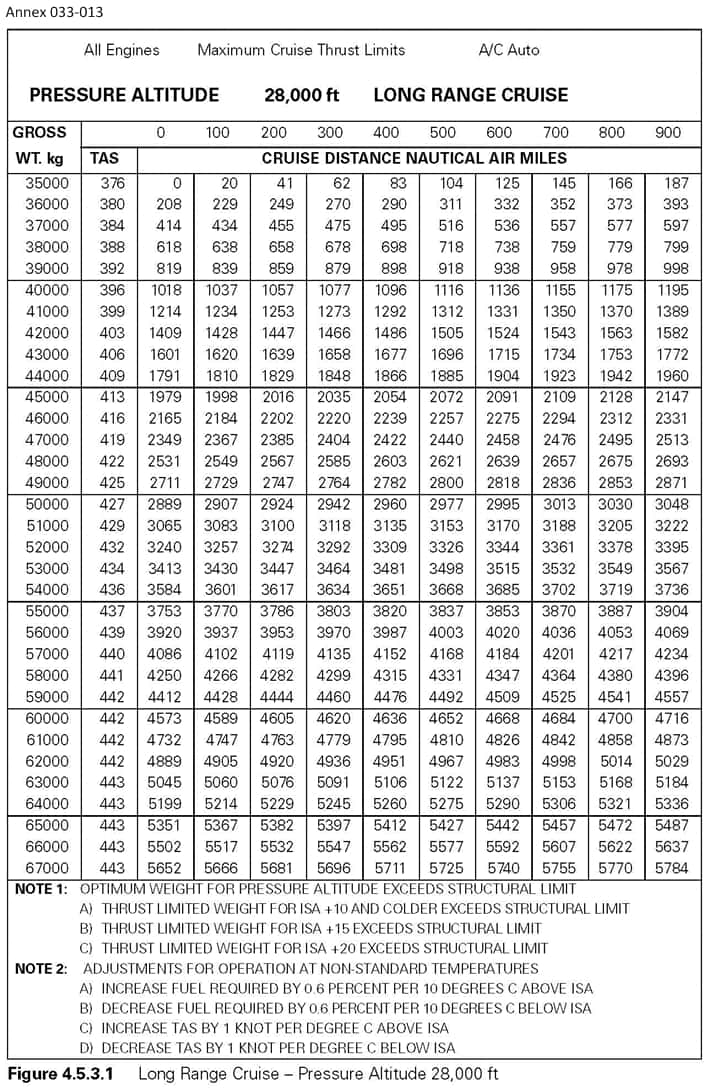 Annex 033-013
All Engines Maximum Cruise Thrust Limits A/C Auto
PRESSURE ALTITUDE 28,000 ft LONG RANGE CRUISE
GROSS 0 100 200 300 400 500 600 700 800 900
WT. kg TAS CRUISE DISTANCE NAUTICAL AIR MILES
35000 376 0 20 41 62 83 104 125 145 166 187
36000 380 208 229 249 270 290 311 332 352 373 393
37000 384 414 434 455 475 495 516 536 557 577 597
38000 388 618 638 658 678 698 718 738 759 779 799
39000 392 819 839 859 879 898 918 938 958 978 998
40000 396 1018 1037 1057 1077 1096 1116 1136 1155 1175 1195
41000 399 1214 1234 1253 1273 1292 1312 1331 1350 1370 1389
42000 403 1409 1428 1447 1466 1486 1505 1524 1543 1563 1582
43000 406 1601 1620 1639 1658 1677 1696 1715 1734 1753 1772
44000 409 1791 1810 1829 1848 1866 1885 1904 1923 1942 1960
45000 413 1979 1998 2016 2035 2054 2072 2091 2109 2128 2147
46000 416 2165 2184 2202 2220 2239 2257 2275 2294 2312 2331
47000 419 2349 2367 2385 2404 2422 2440 2458 2476 2495 2513
48000 422 2531 2549 2567 2585 2603 2621 2639 2657 2675 2693
49000 425 2711 2729 2747 2764 2782 2800 2818 2836 2853 2871
50000 427 2889 2907 2924 2942 2960 2977 2995 3013 3030 3048
51000 429 3065 3083 3100 3118 3135 3153 3170 3188 3205 3222
52000 432 3240 3257 3274 3292 3309 3326 3344 3361 3378 3395
53000 434 3413 3430 3447 3464 3481 3498 3515 3532 3549 3567
54000 436 3584 3601 3617 3634 3651 3668 3685 3702 3719 3736
55000 437 3753 3770 3786 3803 3820 3837 3853 3870 3887 3904
56000 439 3920 3937 3953 3970 3987 4003 4020 4036 4053 4069
57000 440 4086 4102 4119 4135 4152 4168 4184 4201 4217 4234
58000 441 4250 4266 4282 4299 4315 4331 4347 4364 4380 4396
59000 442 4412 4428 4444 4460 4476 4492 4509 4525 4541 4557
60000 442 4573 4589 4605 4620 4636 4652 4668 4684 4700 4716
61000 442 4732 4747 4763 4779 4795 4810 4826 4842 4858 4873
62000 442 4889 4905 4920 4936 4951 4967 4983 4998 5014 5029
63000 443 5045 5060 5076 5091 5106 5122 5137 5153 5168 5184
64000 443 5199 5214 5229 5245 5260 5275 5290 5306 5321 5336
65000 443 5351 5367 5382 5397 5412 5427 5442 5457 5472 5487
66000 443 5502 5517 5532 5547 5562 5577 5592 5607 5622 5637
67000 443 5652 5666 5681 5696 5711 5725 5740 5755 5770 5784
NOTE 1: OPTIMUM WEIGHT FOR PRESSURE ALTITUDE EXCEEDS STRUCTURAL LIMIT
A) THRUST LIMITED WEIGHT FOR ISA +10 AND COLDER EXCEEDS STRUCTURAL LIMIT
B) THRUST LIMITED WEIGHT FOR ISA +15 EXCEEDS STRUCTURAL LIMIT
C) THRUST LIMITED WEIGHT FOR ISA +20 EXCEEDS STRUCTURAL LIMIT
NOTE 2: ADJUSTMENTS FOR OPERATION AT NON-STANDARD TEMPERATURES
A) INCREASE FUEL REQUIRED BY 0.6 PERCENT PER 10 DEGREES C ABOVE ISA
B) DECREASE FUEL REQUIRED BY 0.6 PERCENT PER 10 DEGREES C BELOW ISA
C) INCREASE TAS BY 1 KNOT PER DEGREE C ABOVE ISA
D) DECREASE TAS BY 1 KNOT PER DEGREE C BELOW ISA
Figure 4.5.3.1 Long Range Cruise – Pressure Altitude 28,000 ft